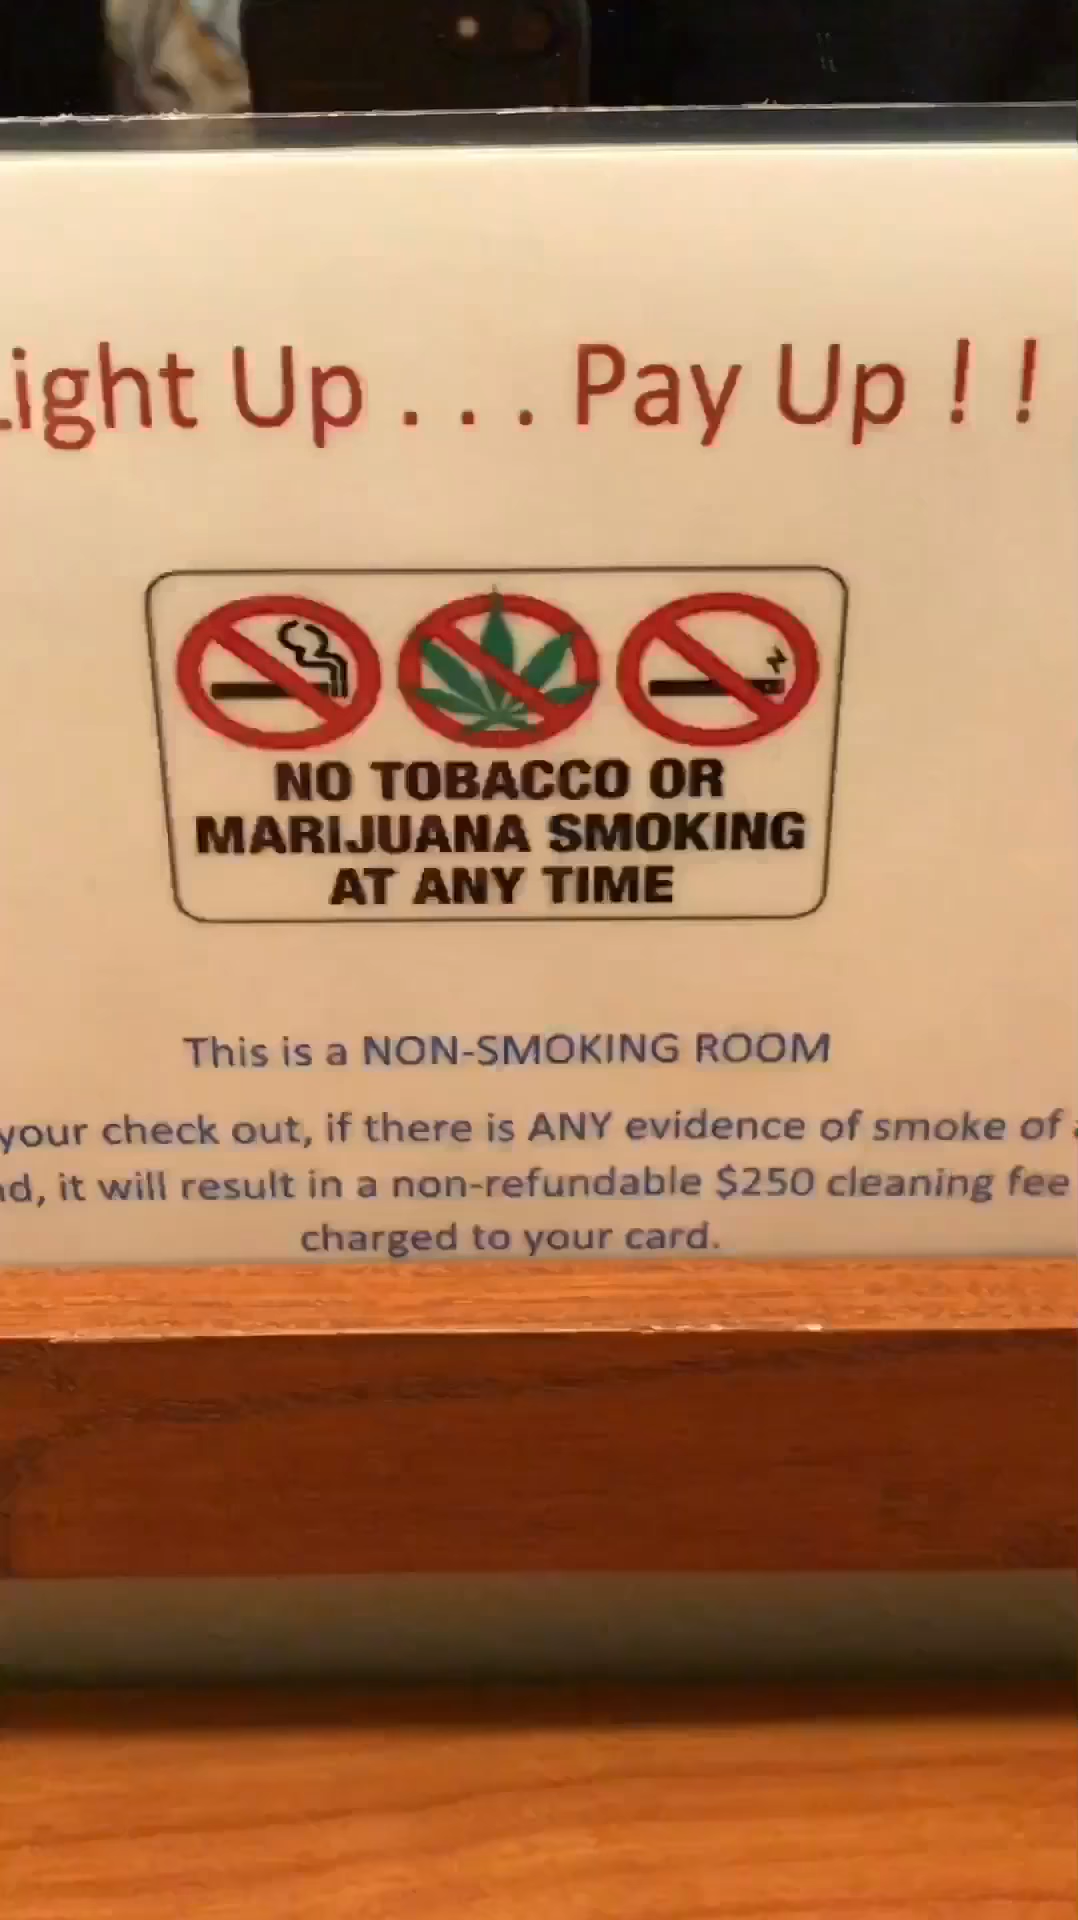 Light Up . . . Pay Up ! !
NO TOBACCO OR
MARIJUANA SMOKING
AT ANY TIME
This is a NON-SMOKING ROOM
your check out, if there is ANY evidence of smoke of
it will result in a non-refundable $250 cleaning fee
charged to your card.